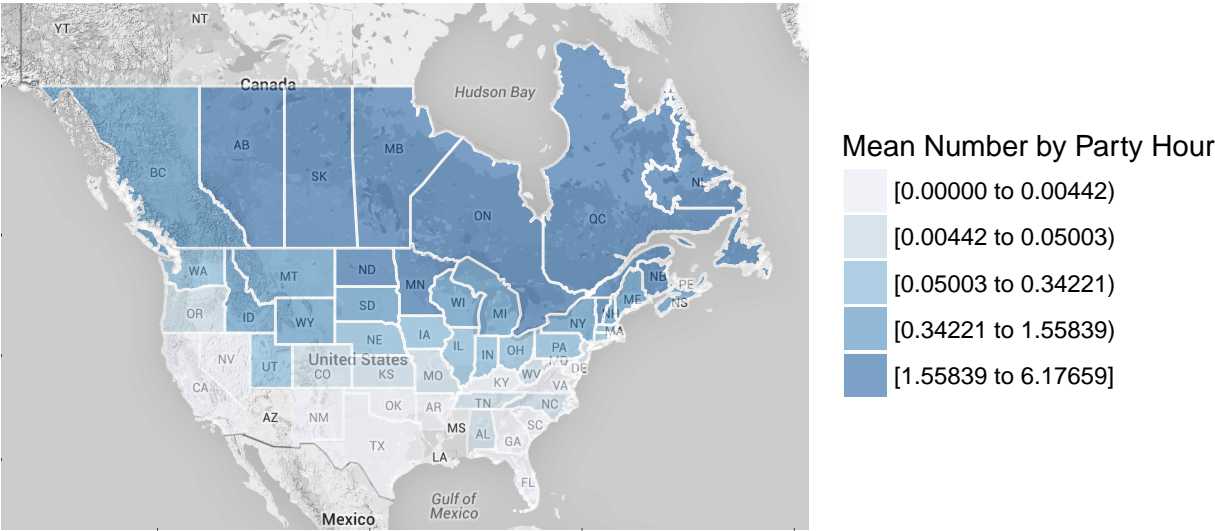 NT
YT
Canada
Hudson Bay
AB
SK
MB
BC
NL
ON
QC
WA
MT
ND
MN
NB
PE
NS
OR
ID
WY
SD
WI
MI
ME
NH
NY
MA
NV
UT
NE
IA
IL
IN
OH
PA
MD
DE
United States
CO
KS
MO
WV
VA
KY
CA
AZ
NM
OK
AR
TN
NC
SC
MS
AL
GA
TX
LA
FL
Gulf of
Mexico
Mexico
Mean Number by Party Hour
[0.00000 to 0.00442)
[0.00442 to 0.05003)
[0.05003 to 0.34221)
[0.34221 to 1.55839)
[1.55839 to 6.17659]